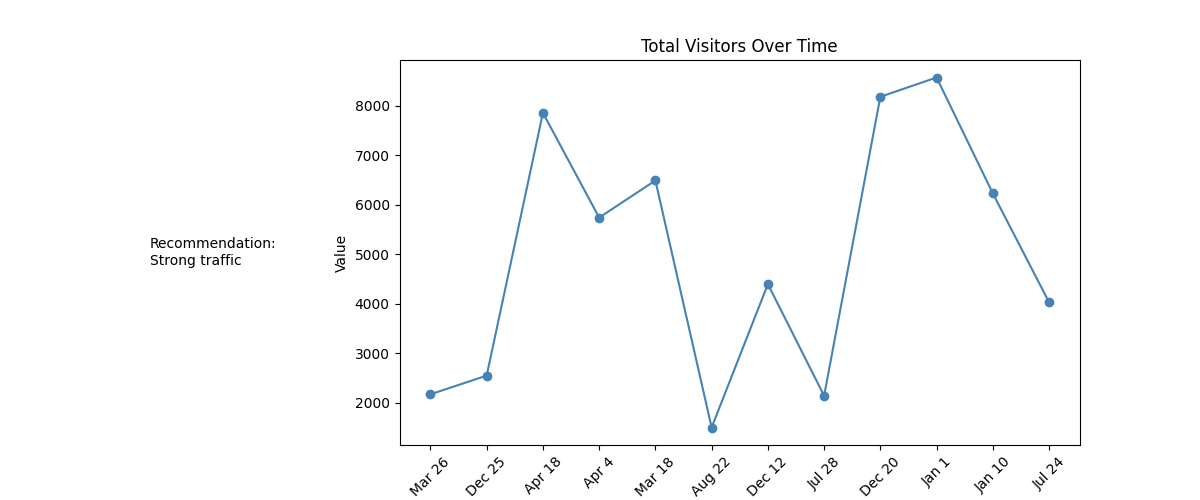 Total Visitors Over Time
Recommendation:
Strong traffic
Value
8000
7000
6000
5000
4000
3000
2000
Mar 26
Dec 25
Apr 18
Apr 4
Mar 18
Aug 22
Dec 12
Jul 28
Dec 20
Jan 1
Jan 10
Jul 24